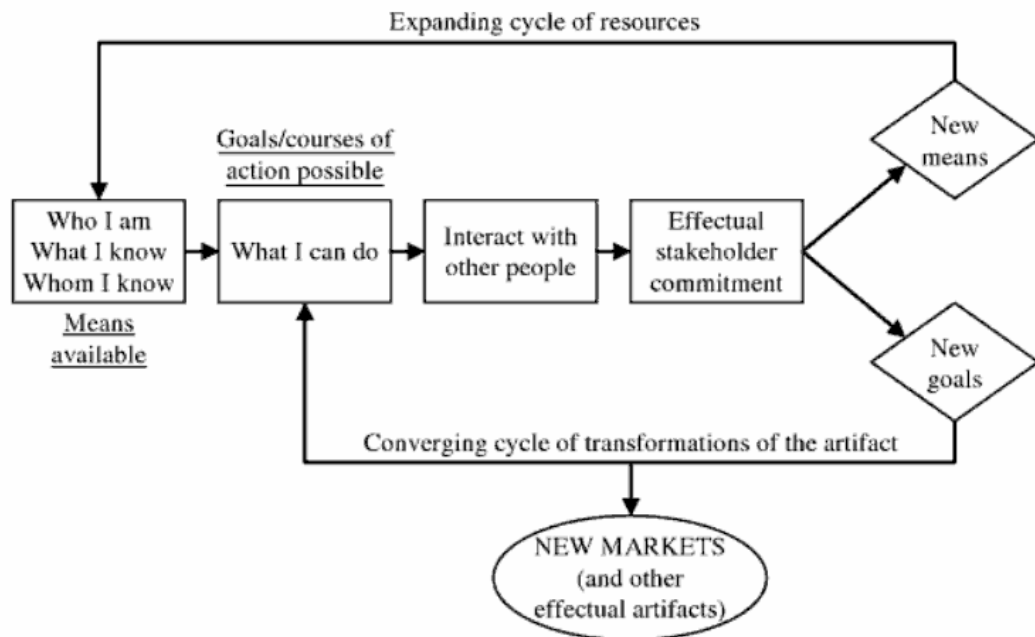 Expanding cycle of resources
Goals/courses of
action possible
New
means
Who I am
What I know
Whom I know
What I can do
Interact with
other people
Effectual
stakeholder
commitment
Means
available
New
goals
Converging cycle of transformations of the artifact
NEW MARKETS
(and other
effectual artifacts)